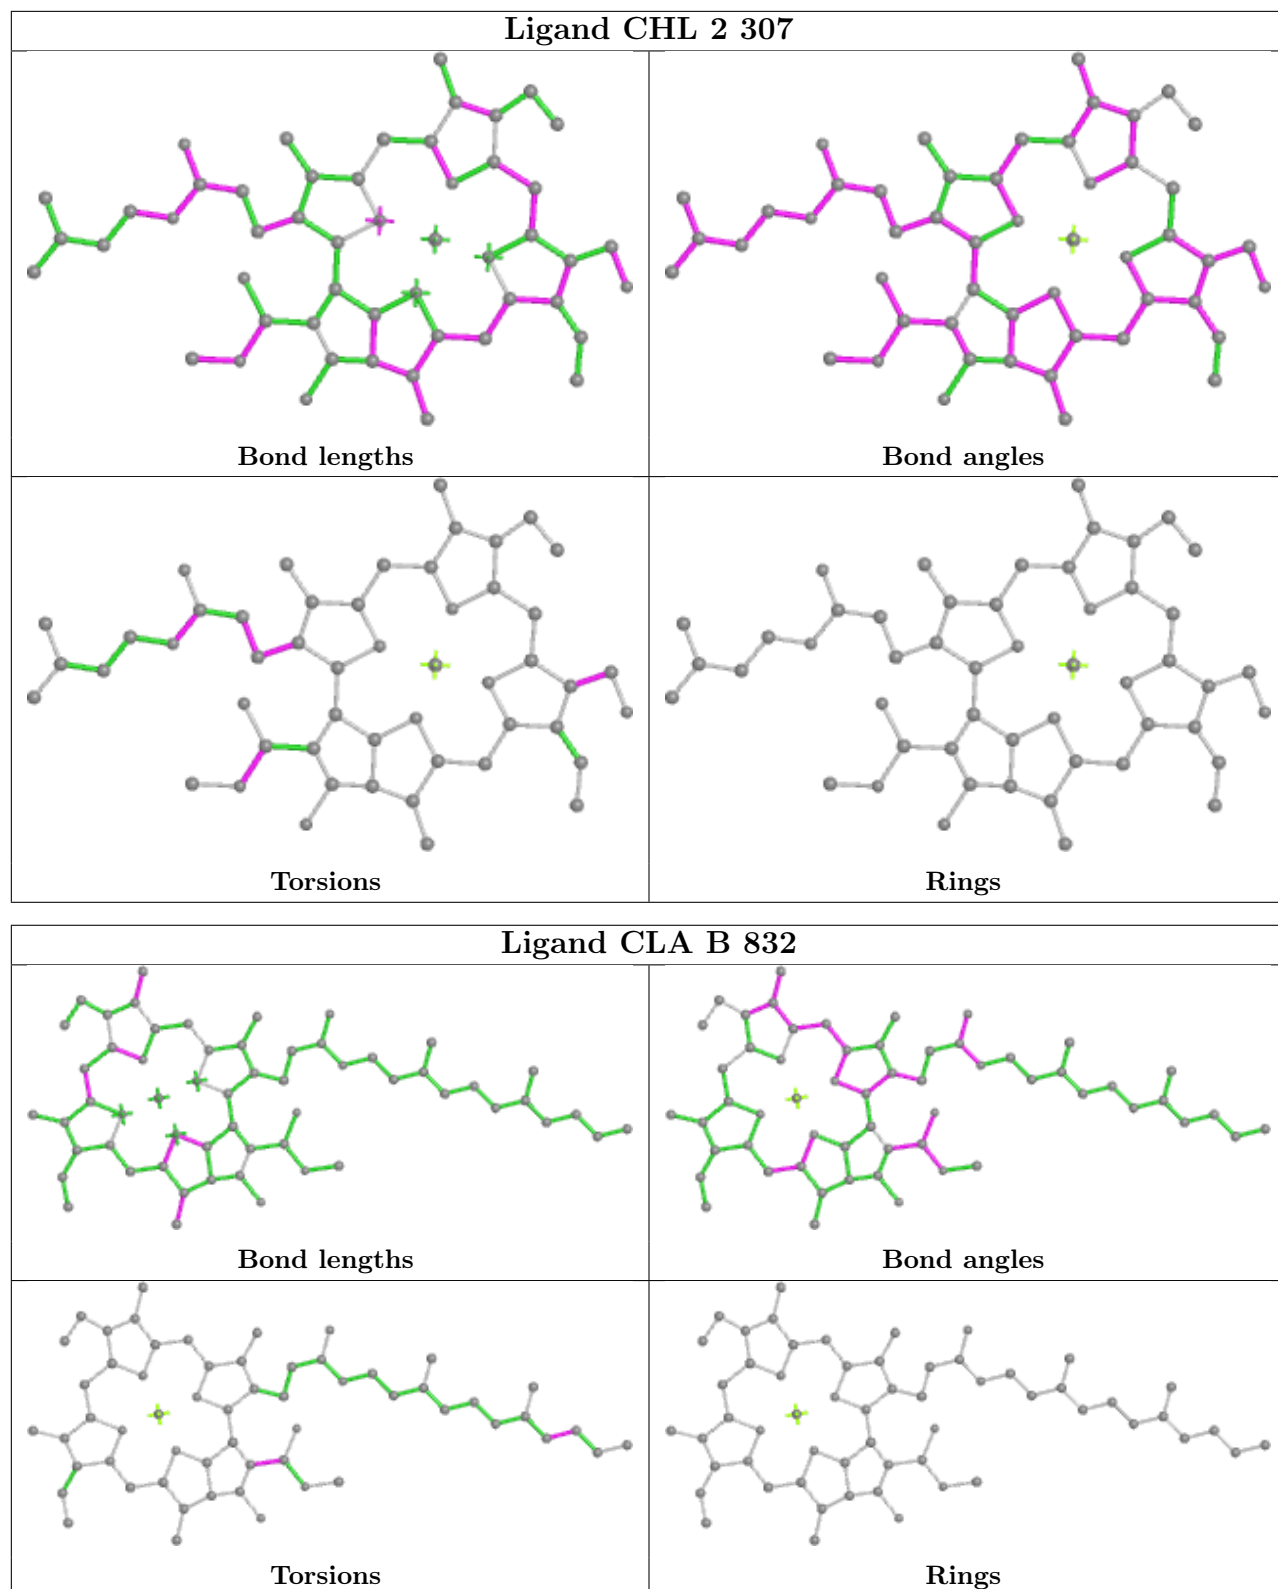 Ligand CHL 2 307
Bond lengths
Bond angles
Torsions
Rings
Ligand CLA B 832
Bond lengths
Bond angles
Torsions
Rings